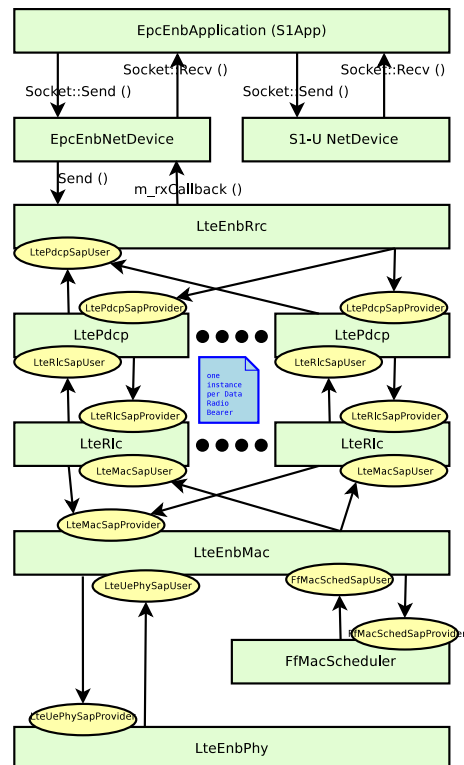 EpcEnbApplication (S1App)
Socket::Recv () Socket::Recv ()
Socket::Send () Socket::Send ()
EpcEnbNetDevice S1-U NetDevice
Send ()
m_rxCallback ()
LteEnbRrc
LtePdcpSapUser
LtePdcpSapProvider LtePdcpSapProvider
LtePdcp LtePdcp
LteRlcSapUser LteRlcSapUser
one
instance
per Data
Radio
Bearer
LteRlcSapProvider LteRlcSapProvider
LteRlc LteRlc
LteMacSapUser LteMacSapUser
LteMacSapProvider
LteEnbMac
LteUePhySapUser FfMacSchedSapUser
FfMacSchedSapProvider
FfMacScheduler
LteUePhySapProvider
LteEnbPhy